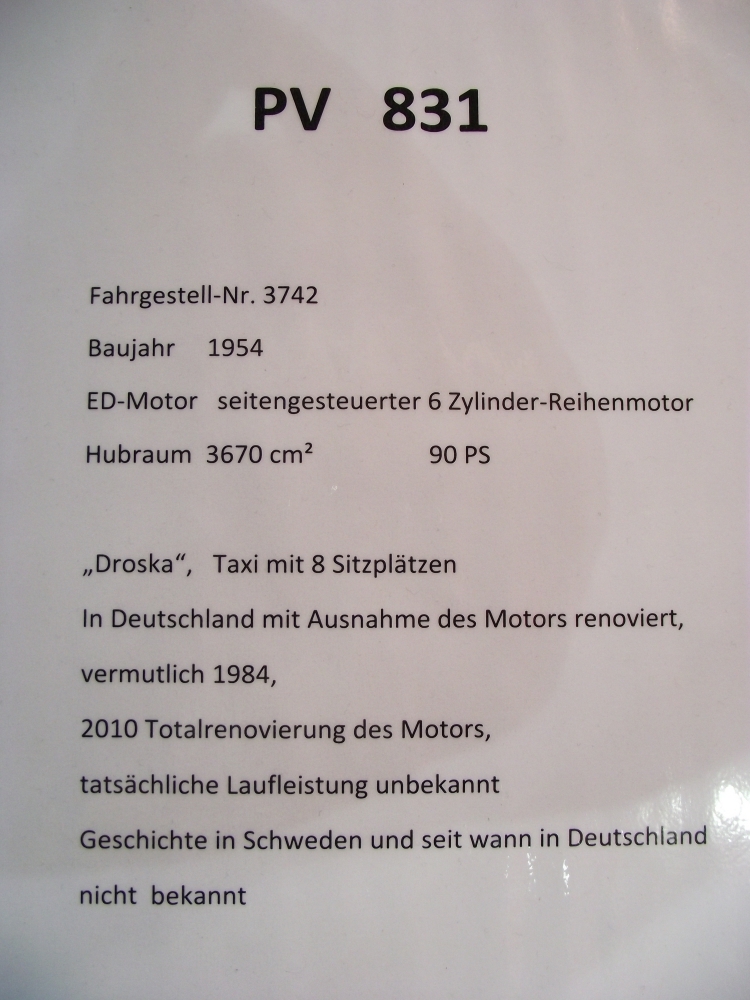 PV 831
Fahrgestell-Nr. 3742
Baujahr 1954
ED-Motor seitengesteuerter 6 Zylinder-Reihenmotor
Hubraum 3670 cm² 90 PS
„Droska“, Taxi mit 8 Sitzplätzen
In Deutschland mit Ausnahme des Motors renoviert,
vermutlich 1984,
2010 Totalrenovierung des Motors,
tatsächliche Laufleistung unbekannt
Geschichte in Schweden und seit wann in Deutschland
nicht bekannt